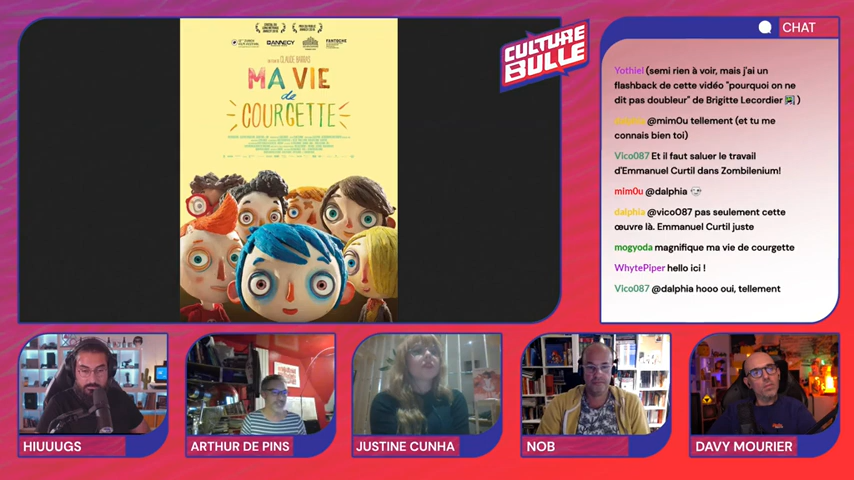 ANNECY
FANTOCHE
CLAUDE BARRAS
MA VIE
de
COURGETTE
CULTURE
BULLE
CHAT
Yothiel (semi rien à voir, mais j'ai un
flashback de cette vidéo "pourquoi on ne
dit pas doubleur" de Brigitte Lecordier )
@mim0u tellement (et tu me
connais bien toi)
Vico087 Et il faut saluer le travail
d'Emmanuel Curtil dans Zombilenium!
mim0u @dalphia
dalphia @vico087 pas seulement cette
œuvre là. Emmanuel Curtil juste
mogyoda magnifique ma vie de courgette
WhytePiper hello ici !
Vico087 @dalphia hooo oui, tellement
HIUUUGS
ARTHUR DE PINS
JUSTINE CUNHA
NOB
DAVY MOURIER